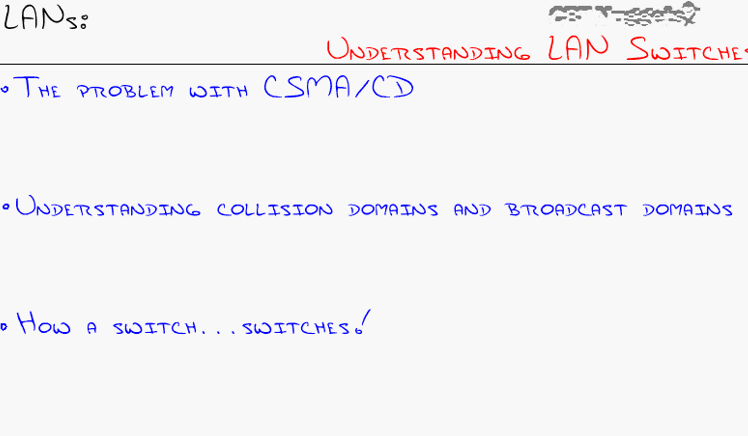 LANs:
Understanding LAN Switches
The problem with CSMA/CD
Understanding collision domains and broadcast domains
How a switch...switches!